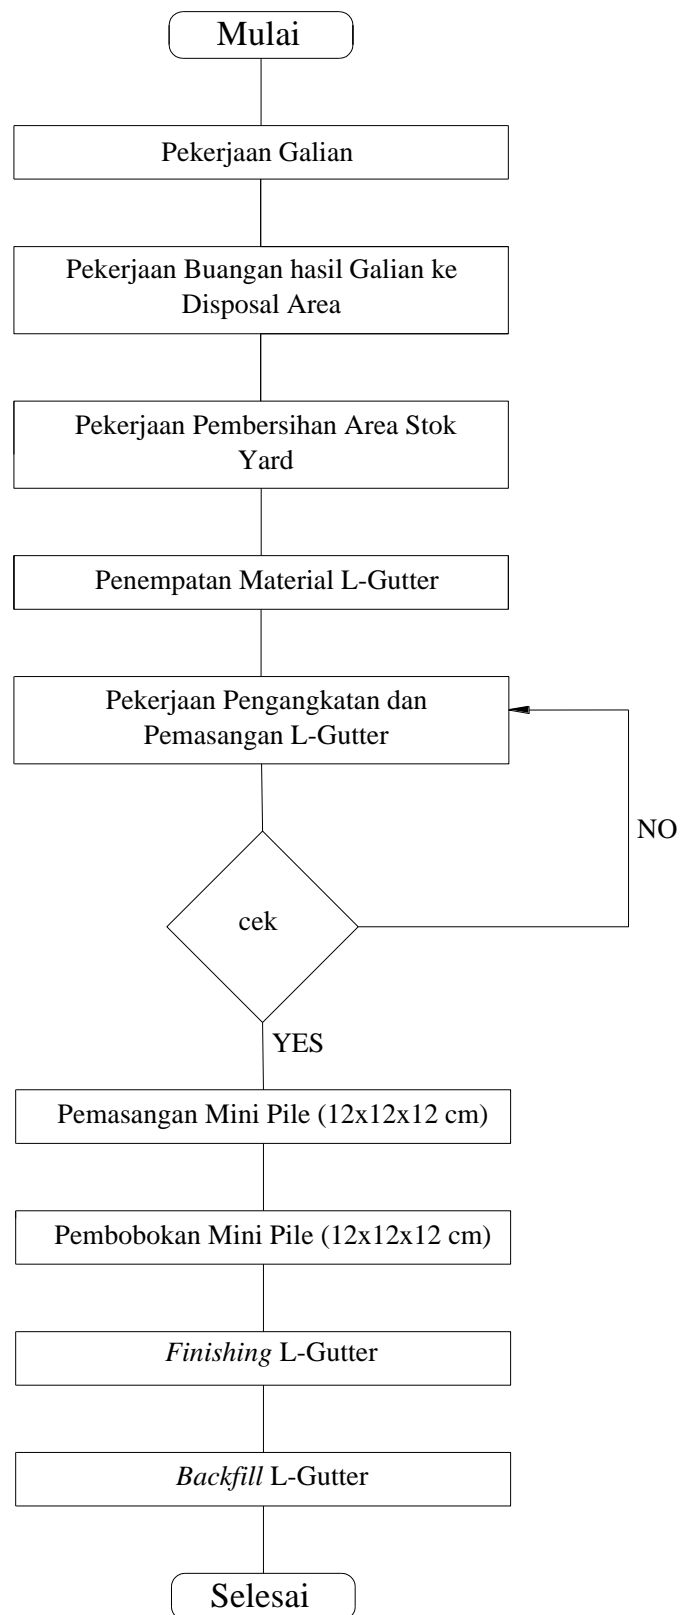 Mulai
Pekerjaan Galian
Pekerjaan Buangan hasil Galian ke
Disposal Area
Pekerjaan Pembersihan Area Stok
Yard
Penempatan Material L-Gutter
Pekerjaan Pengangkatan dan
Pemasangan L-Gutter
NO
cek
YES
Pemasangan Mini Pile (12x12x12 cm)
Pembobokan Mini Pile (12x12x12 cm)
Finishing L-Gutter
Backfill L-Gutter
Selesai